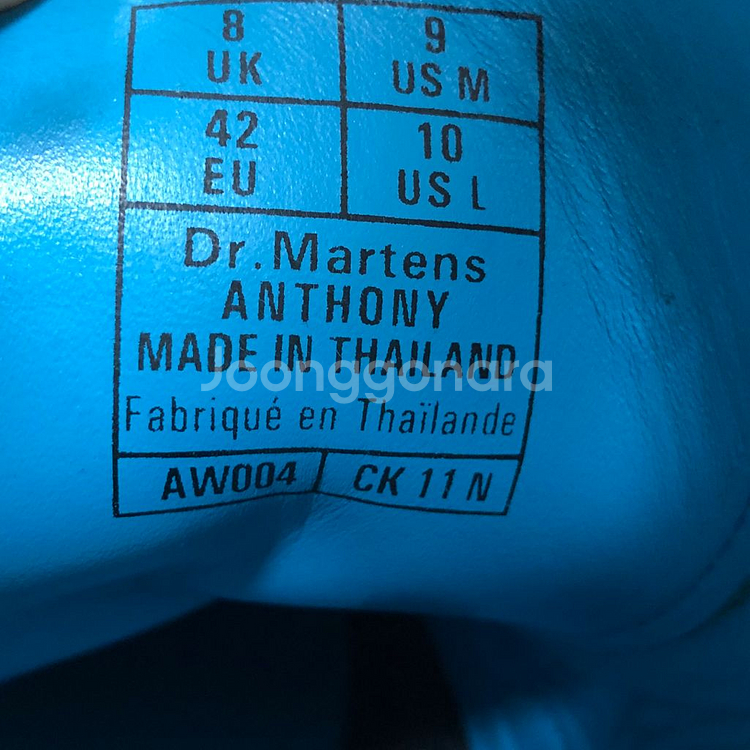 8 9
UK US M
42 10
EU US L
Dr. Martens
ANTHONY
MADE IN THAILAND
Joonggonara
Fabriqué en Thaïlande
AW004 CK 11 N